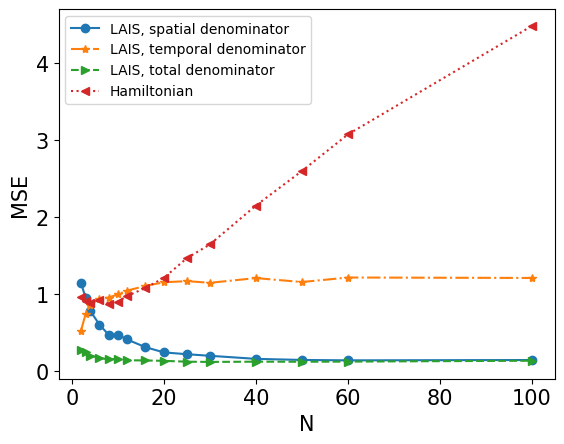 LAIS, spatial denominator
LAIS, temporal denominator
LAIS, total denominator
Hamiltonian
MSE
4
3
2
1
0
0 20 40 60 80 100
N